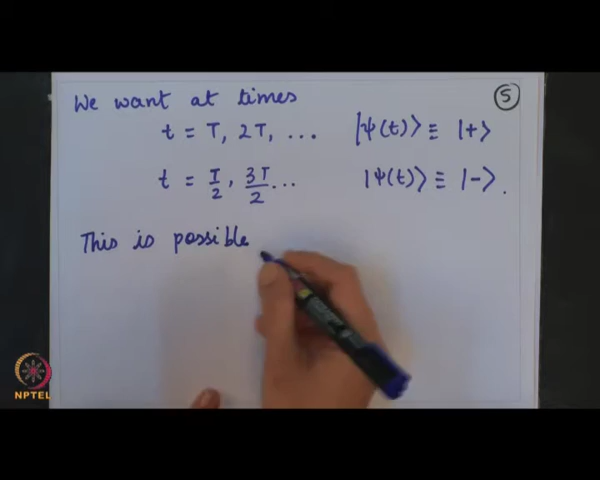 We want at times
5
t = T, 2T, ... |ψ(t)⟩ ≡ |+⟩
t = T/2, 3T/2 ... |ψ(t)⟩ ≡ |−⟩.
This is possible
NPTEL